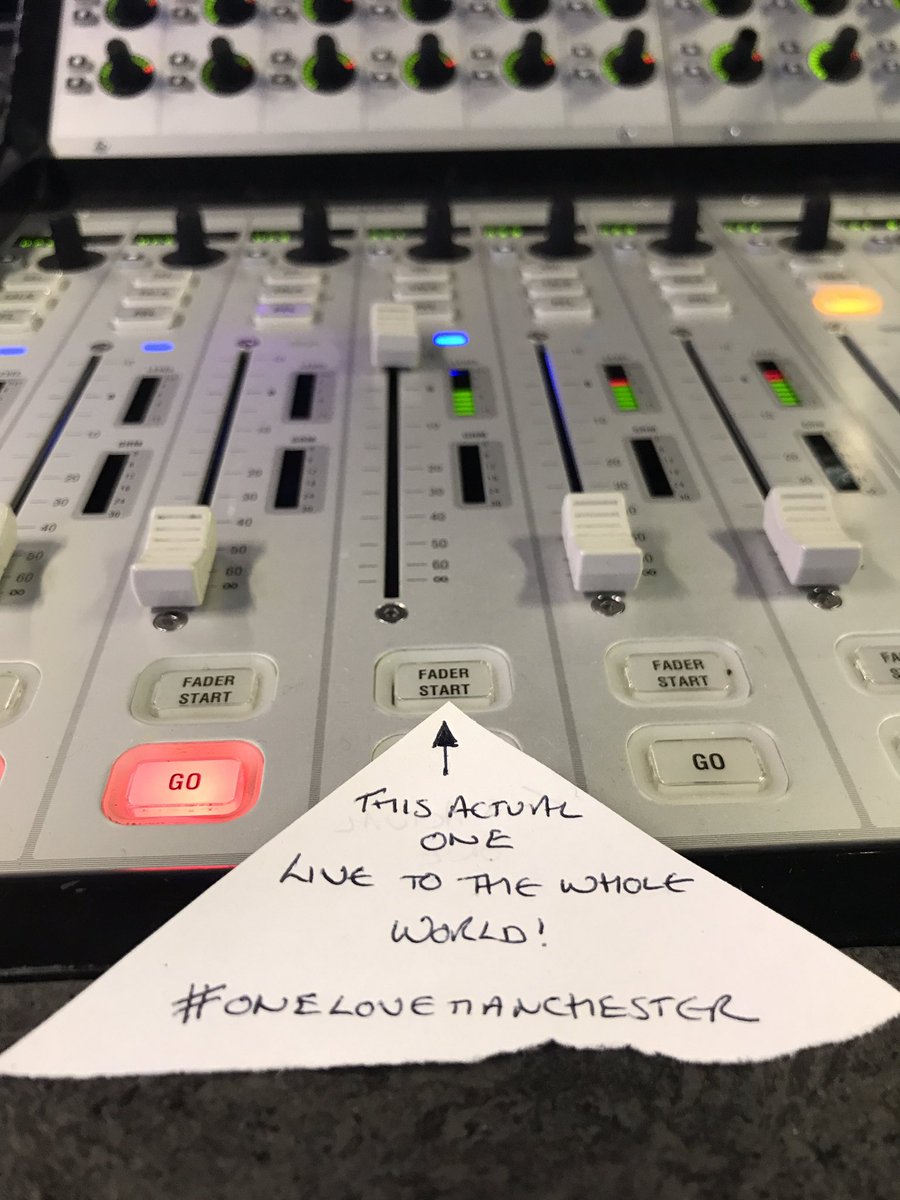 FADER
START
FADER
START
FADER
START
GO
GO
THIS ACTUAL
ONE
LIVE TO THE WHOLE
WORLD!
#ONELOVEMANCHESTER